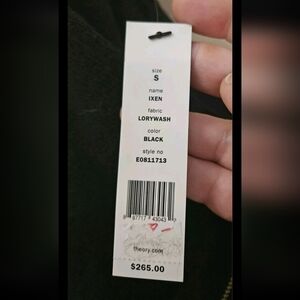 size
S
name
IXEN
fabric
LORYWASH
color
BLACK
style no
E0811713
theory.com
$265.00